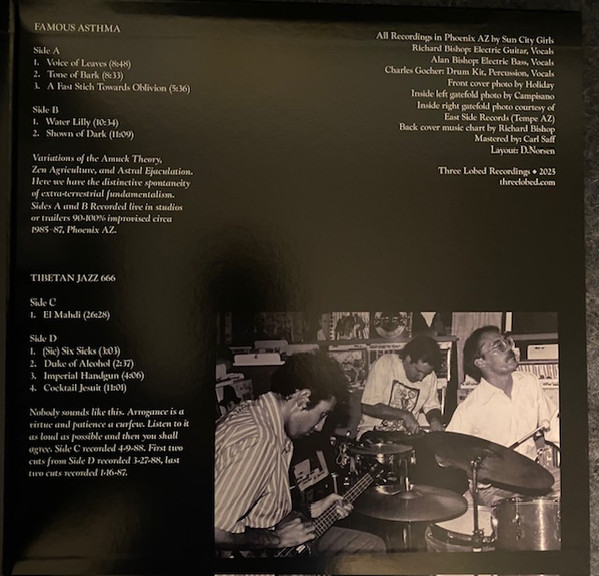 FAMOUS ASTHMA
Side A
1. Voice of Leaves (8:48)
2. Tone of Bark (8:33)
3. A Fast Stich Towards Oblivion (5:36)
Side B
1. Water Lilly (10:34)
2. Shown of Dark (11:09)
Variations of the Amuck Theory,
Zen Agriculture, and Astral Ejaculation.
Here we have the distinctive spontaneity
of extra-terrestrial fundamentalism.
Sides A and B Recorded live in studios
or trailers 90-100% improvised circa
1985-87, Phoenix AZ.
TIBETAN JAZZ 666
Side C
1. El Mahdi (26:28)
Side D
1. (Sic) Six Sicks (3:03)
2. Duke of Alcohol (2:37)
3. Imperial Handgun (4:06)
4. Cocktail Jesuit (11:01)
Nobody sounds like this. Arrogance is a
virtue and patience a curfew. Listen to it
as loud as possible and then you shall
agree. Side C recorded 4-9-88. First two
cuts from Side D recorded 3-27-88, last
two cuts recorded 1-16-87.
All Recordings in Phoenix AZ by Sun City Girls
Richard Bishop: Electric Guitar, Vocals
Alan Bishop: Electric Bass, Vocals
Charles Gocher: Drum Kit, Percussion, Vocals
Front cover photo by Holiday
Inside left gatefold photo by Campisano
Inside right gatefold photo courtesy of
East Side Records (Tempe AZ)
Back cover music chart by Richard Bishop
Mastered by: Carl Saff
Layout: D.Norsen
Three Lobed Recordings ♦ 2025
threelobed.com